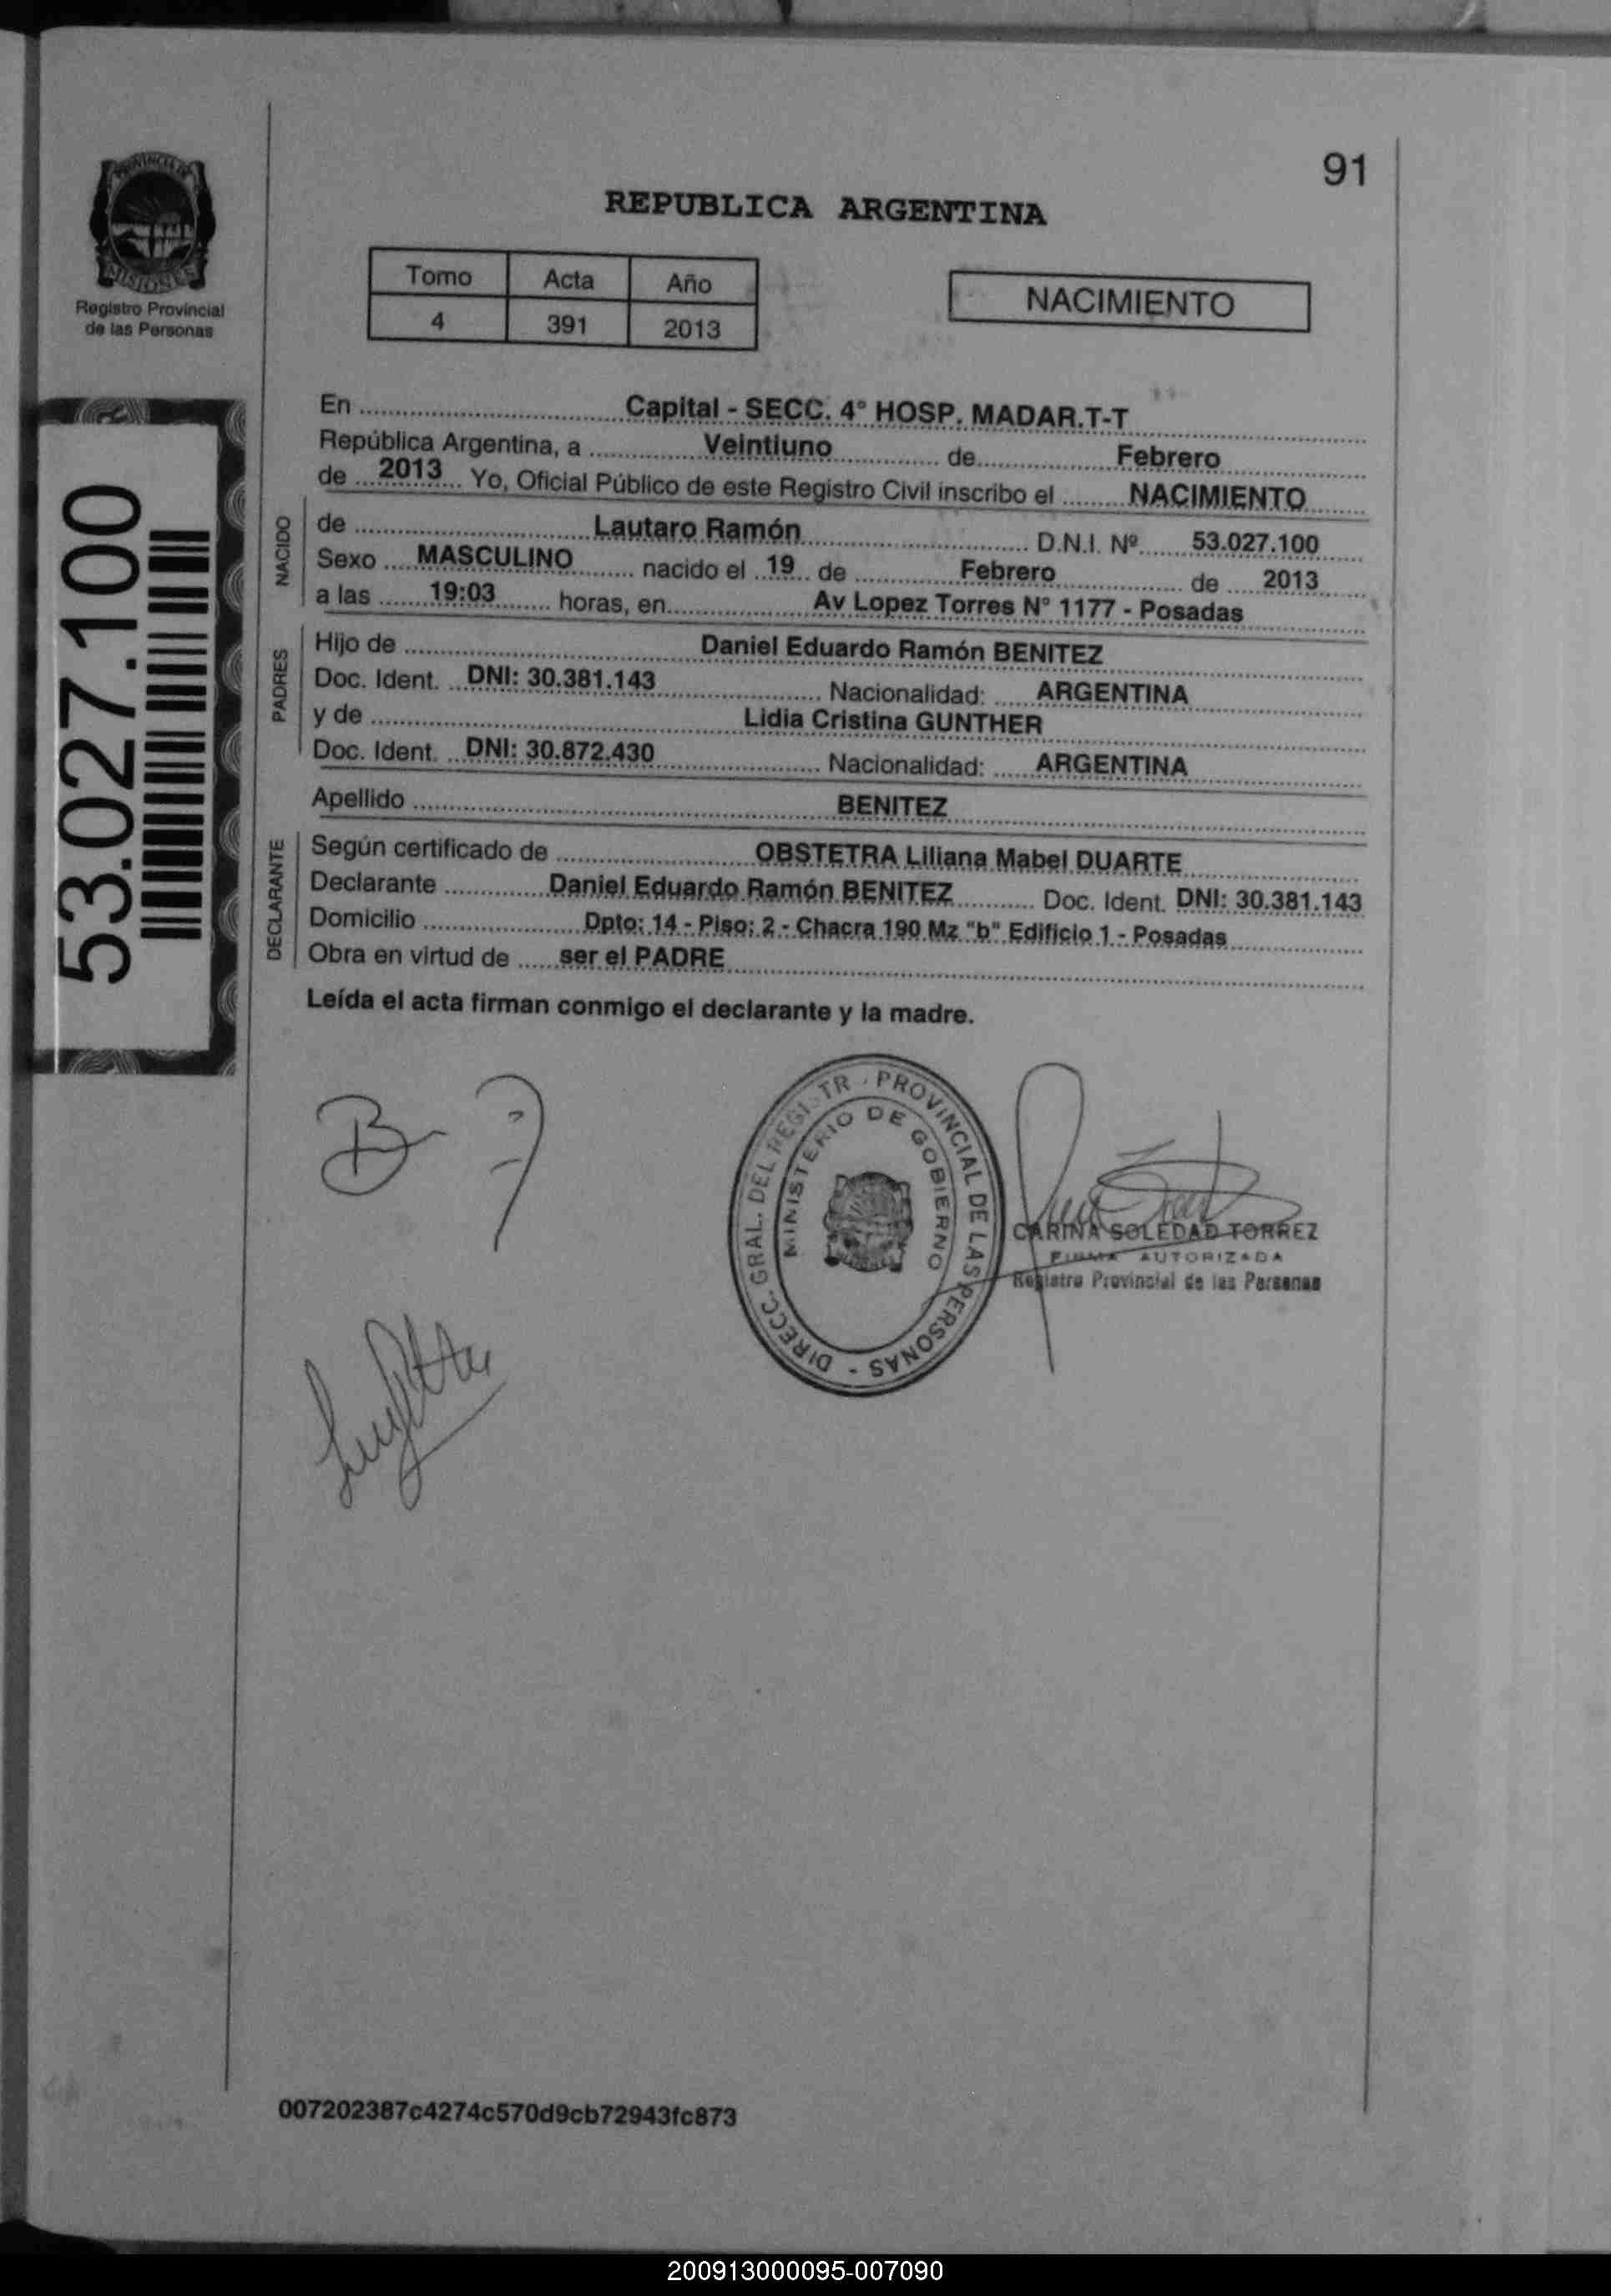 91
PROVINCIA DE
MISIONES
Registro Provincial
de las Personas
REPUBLICA ARGENTINA
Tomo Acta Año
4 391 2013
NACIMIENTO
53.027.100
En Capital - SECC. 4° HOSP. MADAR.T-T
República Argentina, a Veintiuno de Febrero
de 2013 Yo, Oficial Público de este Registro Civil inscribo el NACIMIENTO
NACIDO
de Lautaro Ramón D.N.I. Nº 53.027.100
Sexo MASCULINO nacido el 19 de Febrero de 2013
a las 19:03 horas, en Av Lopez Torres N° 1177 - Posadas
PADRES
Hijo de Daniel Eduardo Ramón BENITEZ
Doc. Ident. DNI: 30.381.143 Nacionalidad: ARGENTINA
y de Lidia Cristina GUNTHER
Doc. Ident. DNI: 30.872.430 Nacionalidad: ARGENTINA
Apellido BENITEZ
DECLARANTE
Según certificado de OBSTETRA Liliana Mabel DUARTE
Declarante Daniel Eduardo Ramón BENITEZ Doc. Ident. DNI: 30.381.143
Domicilio Dpto: 14 - Piso: 2 - Chacra 190 Mz "b" Edificio 1 - Posadas
Obra en virtud de ser el PADRE
Leída el acta firman conmigo el declarante y la madre.
DIRECC. GRAL. DEL REGISTR. PROVINCIAL DE LAS PERSONAS -
MINISTERIO DE GOBIERNO
CARINA SOLEDAD TORREZ
FIRMA AUTORIZADA
Registro Provincial de las Personas
007202387c4274c570d9cb72943fc873
200913000095-007090